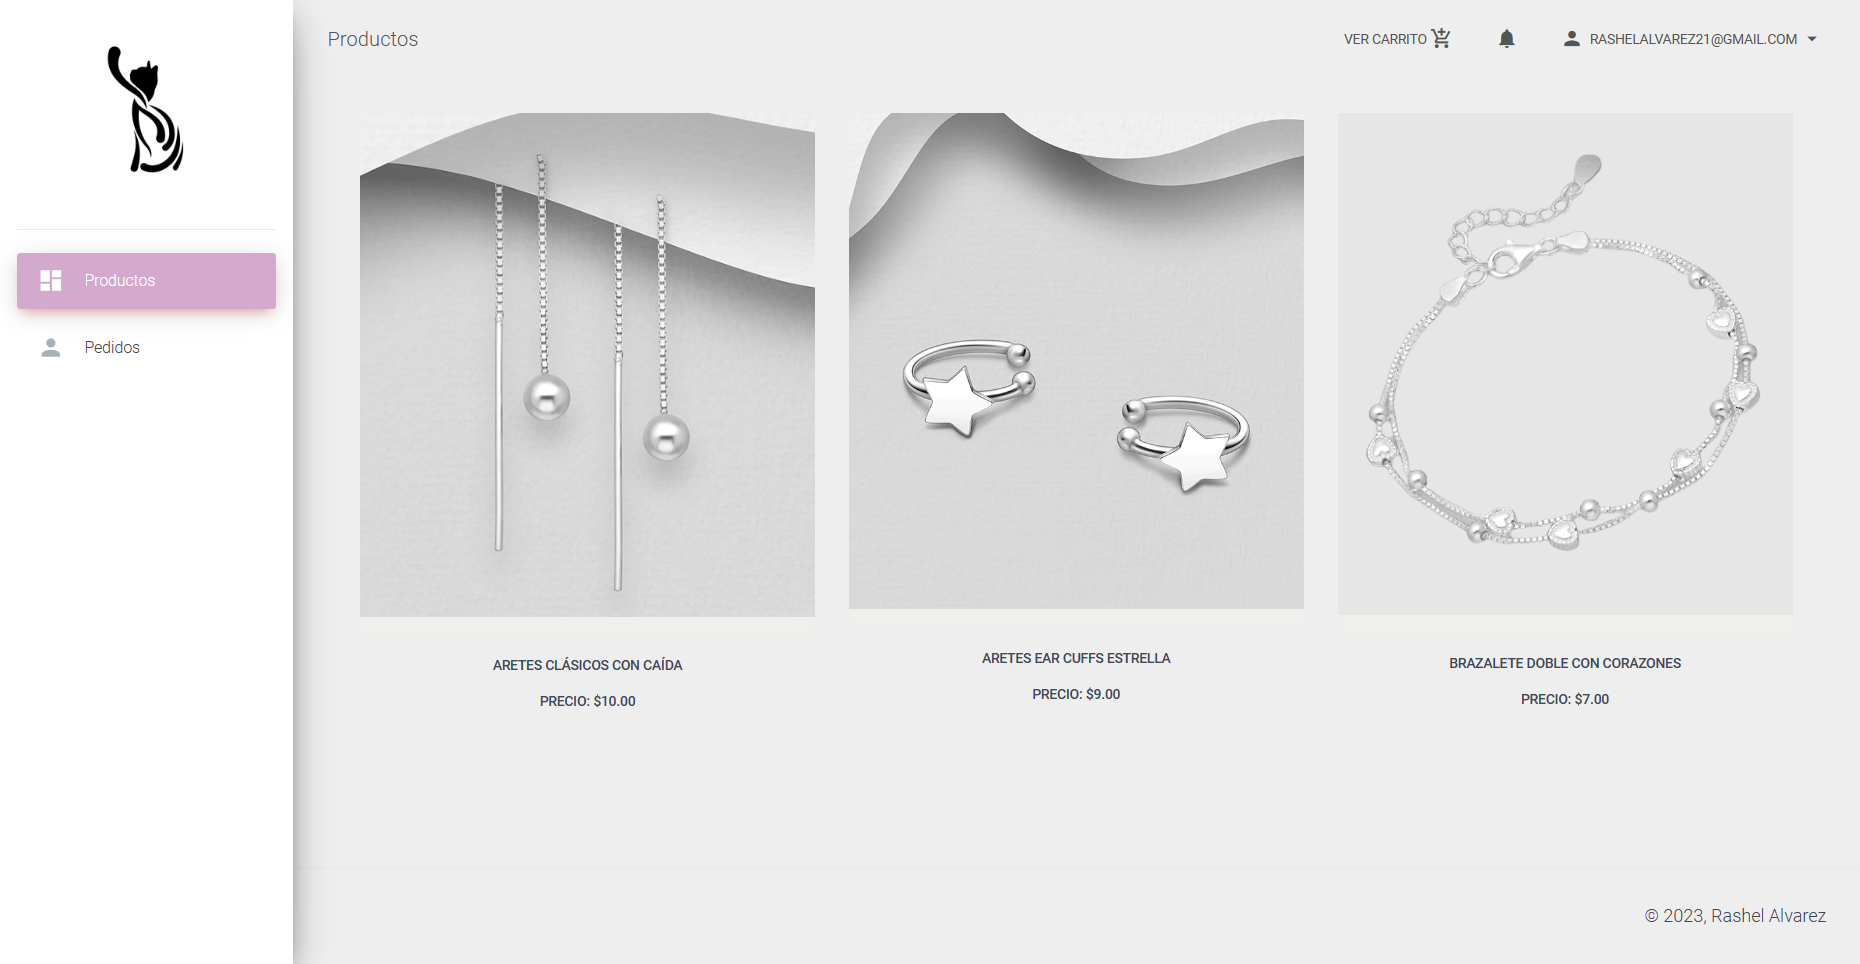 Productos
VER CARRITO
RASHELALVAREZ21@GMAIL.COM
Productos
Pedidos
ARETES CLÁSICOS CON CAÍDA
PRECIO: $10.00
ARETES EAR CUFFS ESTRELLA
PRECIO: $9.00
BRAZALETE DOBLE CON CORAZONES
PRECIO: $7.00
© 2023, Rashel Alvarez